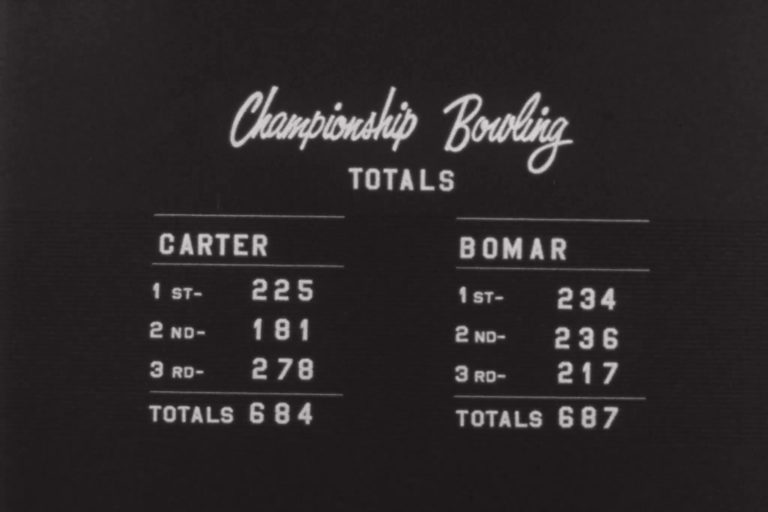 Championship Bowling
TOTALS
CARTER
1 ST- 225
2 ND- 181
3 RD- 278
TOTALS 684
BOMAR
1 ST- 234
2 ND- 236
3 RD- 217
TOTALS 687